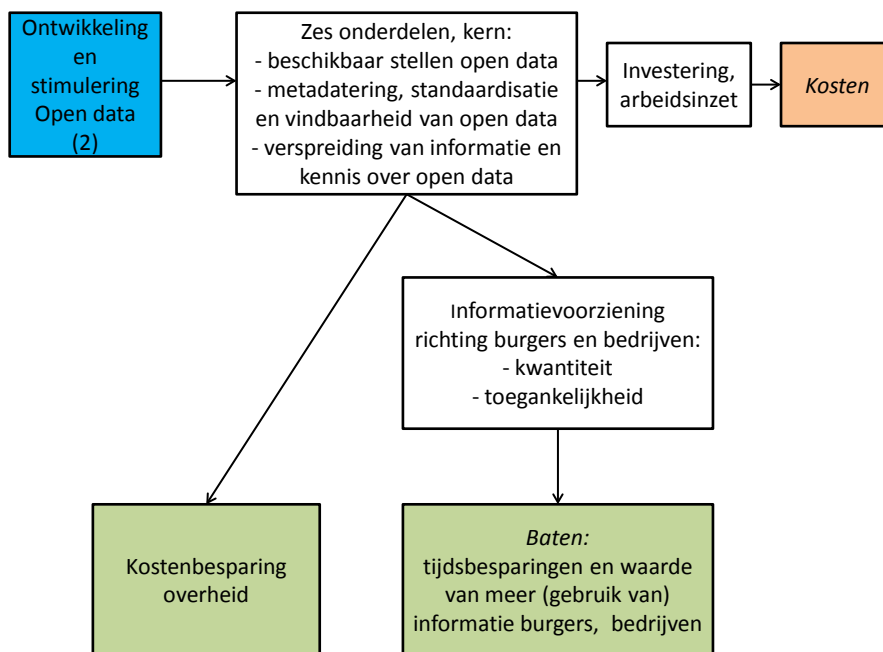 Ontwikkeling
en
stimulering
Open data
(2)
Zes onderdelen, kern:
- beschikbaar stellen open data
- metadatering, standaardisatie
en vindbaarheid van open data
- verspreiding van informatie en
kennis over open data
Investering,
arbeidsinzet
Kosten
Informatievoorziening
richting burgers en bedrijven:
- kwantiteit
- toegankelijkheid
Kostenbesparing
overheid
Baten:
tijdsbesparingen en waarde
van meer (gebruik van)
informatie burgers, bedrijven